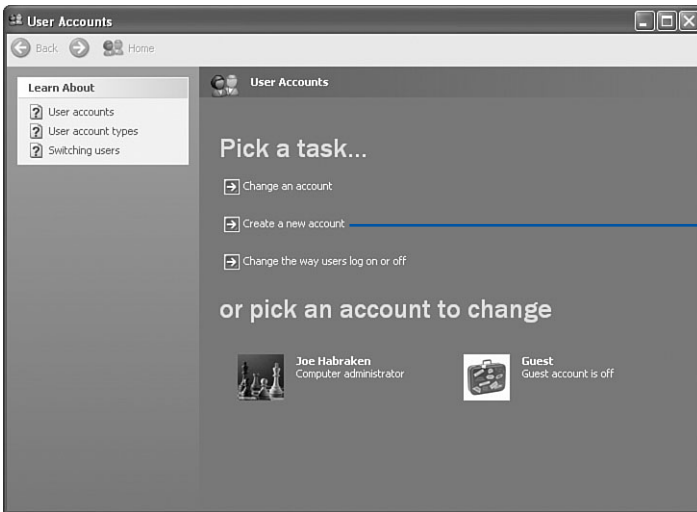 User Accounts
Back Home
Learn About
User accounts
User account types
Switching users
User Accounts
Pick a task...
Change an account
Create a new account
Change the way users log on or off
or pick an account to change
Joe Habraken
Computer administrator
Guest
Guest account is off